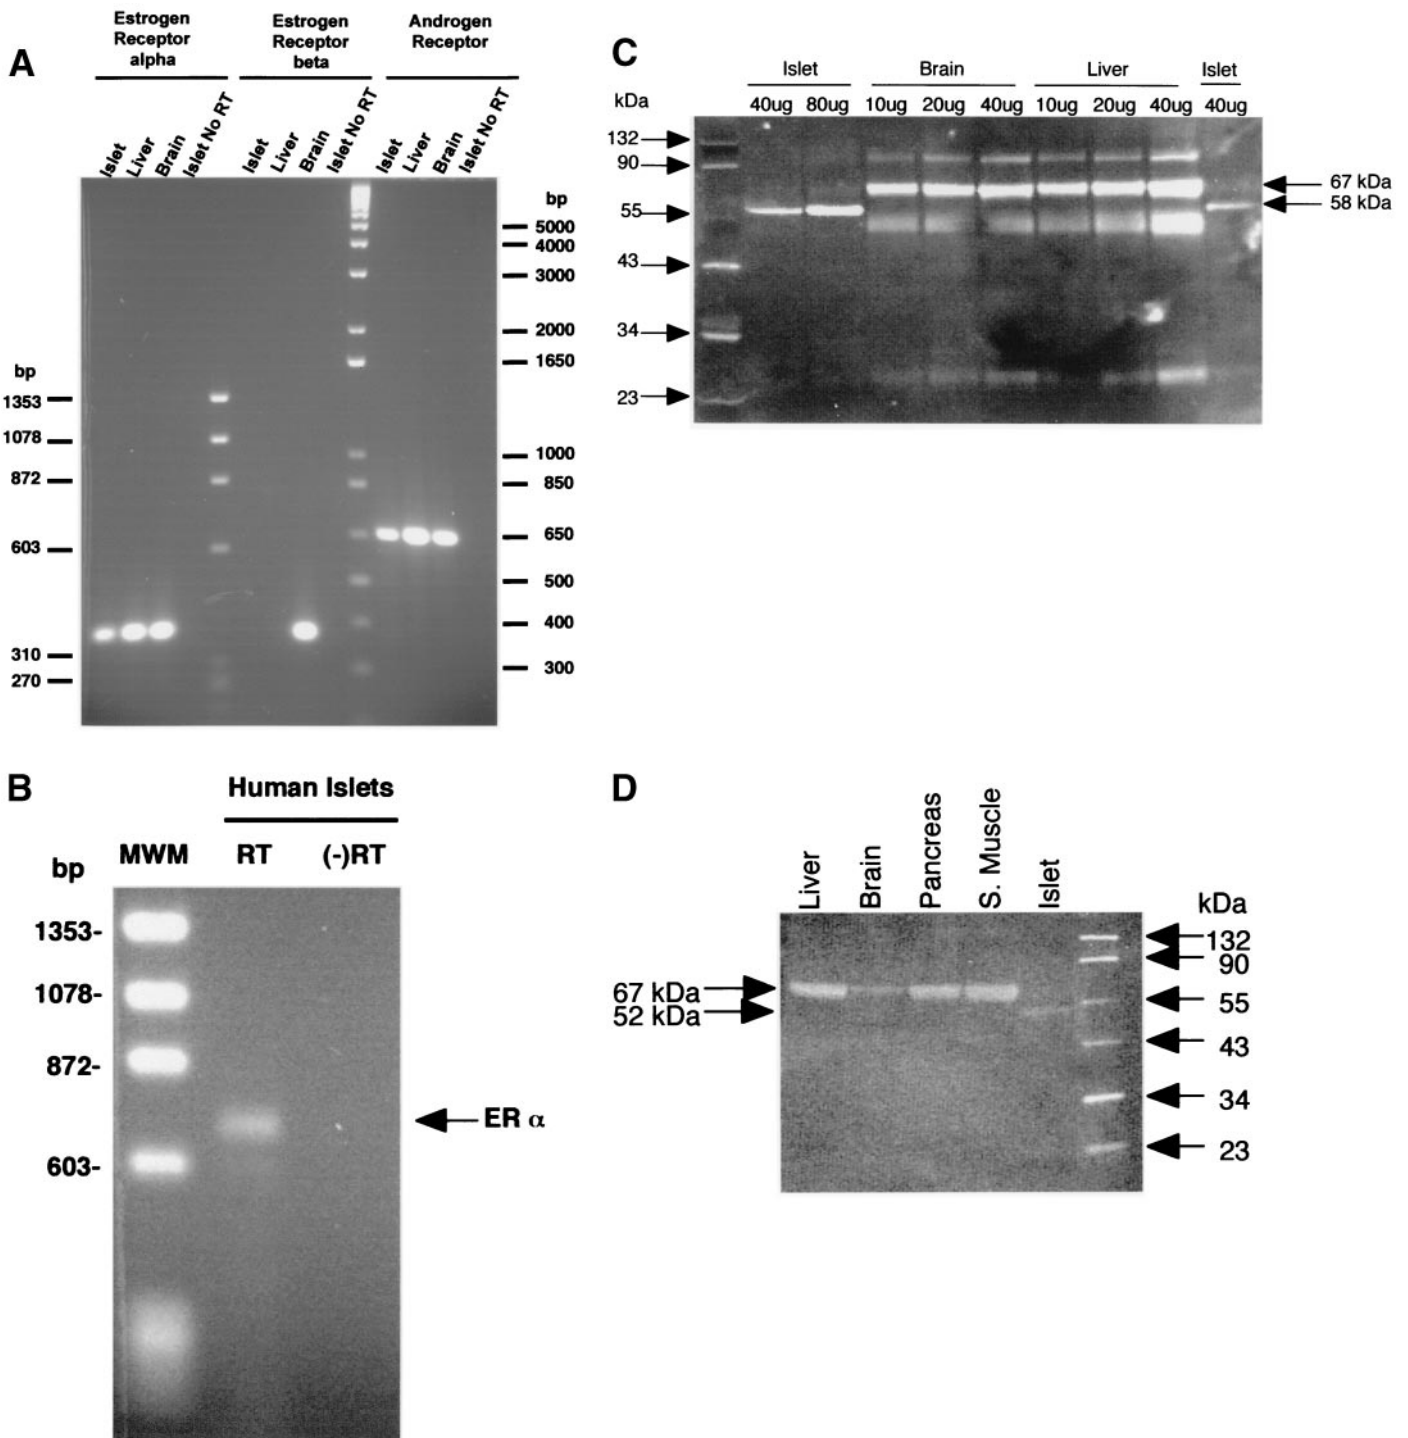 A
Estrogen Receptor alpha
Estrogen Receptor beta
Androgen Receptor
Islet
Liver
Brain
Islet No RT
Islet
Liver
Brain
Islet No RT
Islet
Liver
Brain
Islet No RT
bp
1353
1078
872
603
310
270
bp
5000
4000
3000
2000
1650
1000
850
650
500
400
300
C
Islet Brain Liver Islet
kDa
40ug 80ug 10ug 20ug 40ug 10ug 20ug 40ug 40ug
132
90
55
43
34
23
67 kDa
58 kDa
B
Human Islets
bp MWM RT (-)RT
1353-
1078-
872-
603-
ER α
D
Liver
Brain
Pancreas
S. Muscle
Islet
67 kDa
52 kDa
kDa
132
90
55
43
34
23